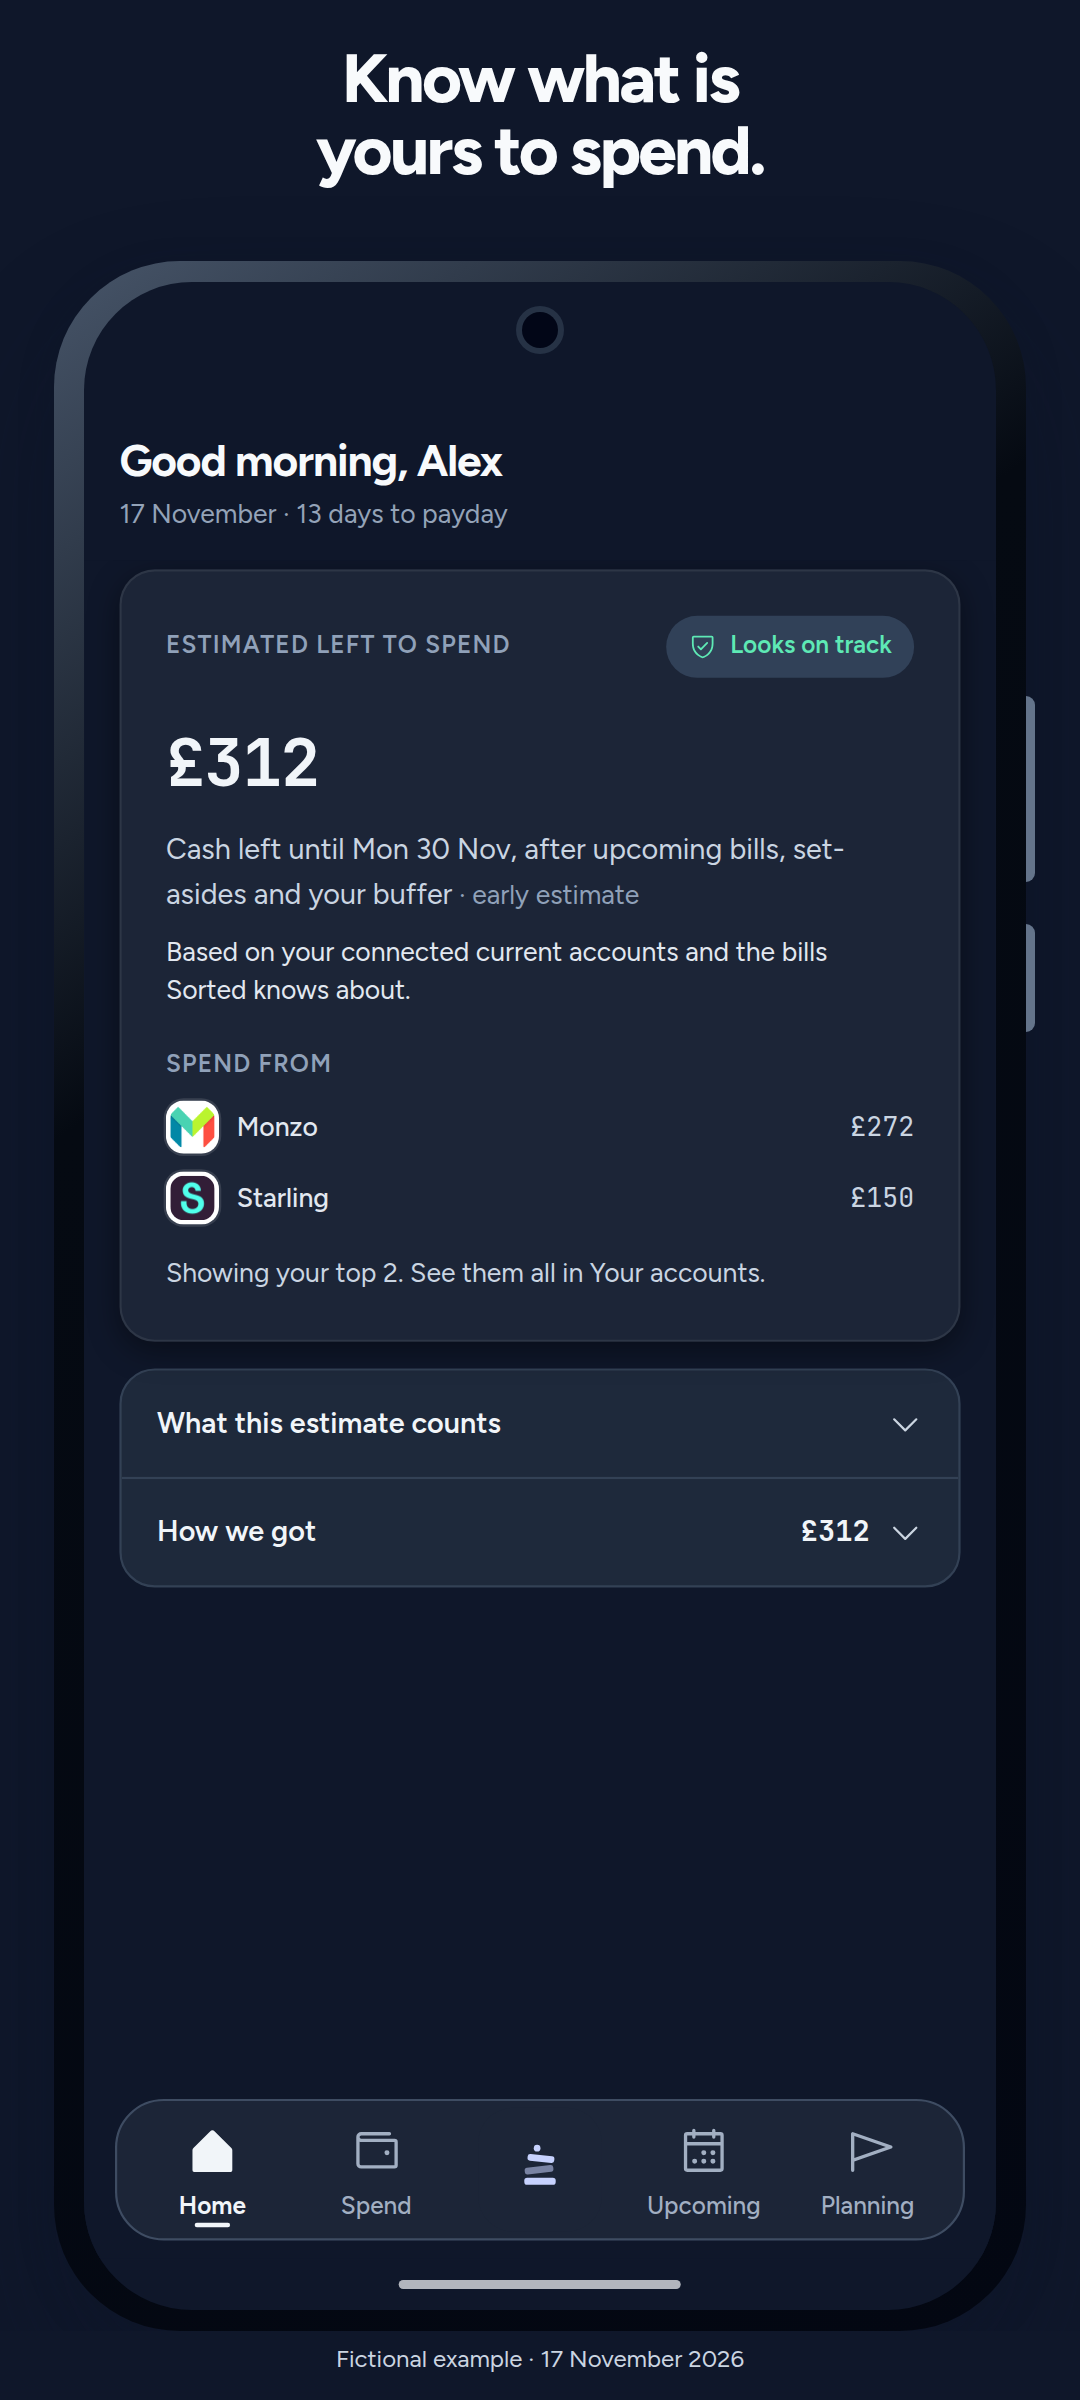 Know what is
yours to spend.
Good morning, Alex
17 November · 13 days to payday
ESTIMATED LEFT TO SPEND
Looks on track
£312
Cash left until Mon 30 Nov, after upcoming bills, set-
asides and your buffer · early estimate
Based on your connected current accounts and the bills
Sorted knows about.
SPEND FROM
Monzo £272
S Starling £150
Showing your top 2. See them all in Your accounts.
What this estimate counts
How we got £312
Home Spend Upcoming Planning
Fictional example · 17 November 2026